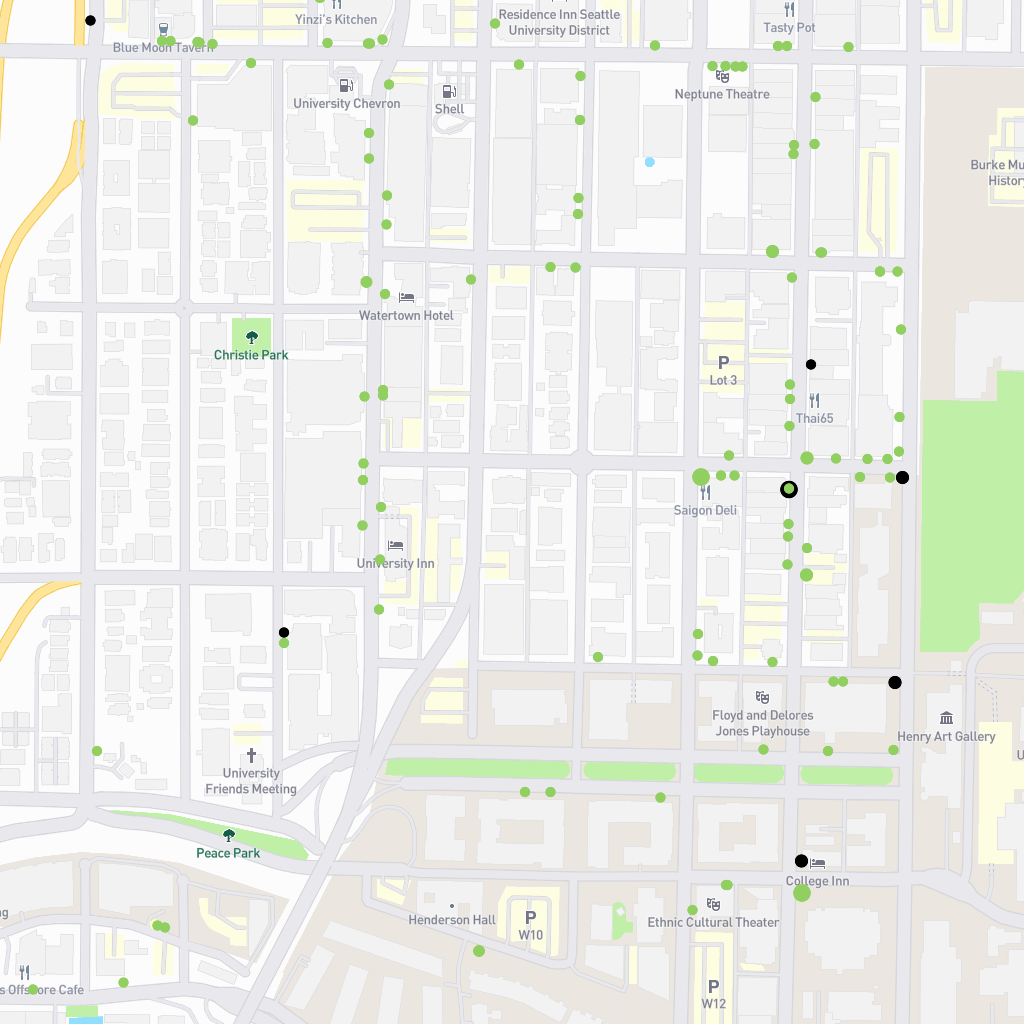 Yinzi's Kitchen
Residence Inn Seattle
University District
Tasty Pot
Blue Moon Tavern
University Chevron
Shell
Neptune Theatre
Burke
History
Watertown Hotel
Christie Park
P
Lot 3
Thai65
Saigon Deli
University Inn
Floyd and Delores
Jones Playhouse
Henry Art Gallery
University
Friends Meeting
Peace Park
College Inn
Henderson Hall
P
W10
Ethnic Cultural Theater
Offshore Cafe
P
W12